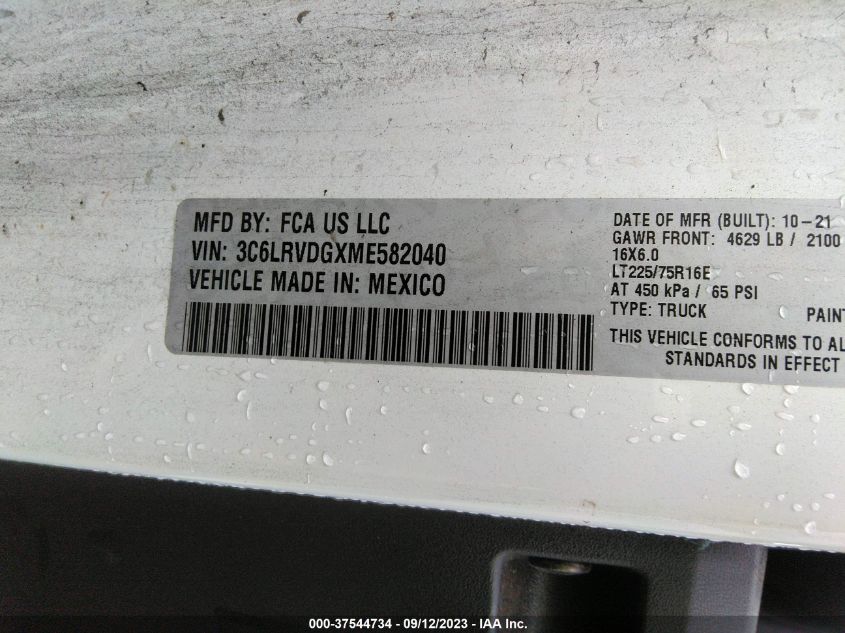 MFD BY: FCA US LLC
VIN: 3C6LRVDGXME582040
VEHICLE MADE IN: MEXICO
DATE OF MFR (BUILT): 10-21
GAWR FRONT: 4629 LB / 2100
16X6.0
LT225/75R16E
AT 450 kPa / 65 PSI
TYPE: TRUCK PAINT
THIS VEHICLE CONFORMS TO AL
STANDARDS IN EFFECT
000-37544734 - 09/12/2023 - IAA Inc.